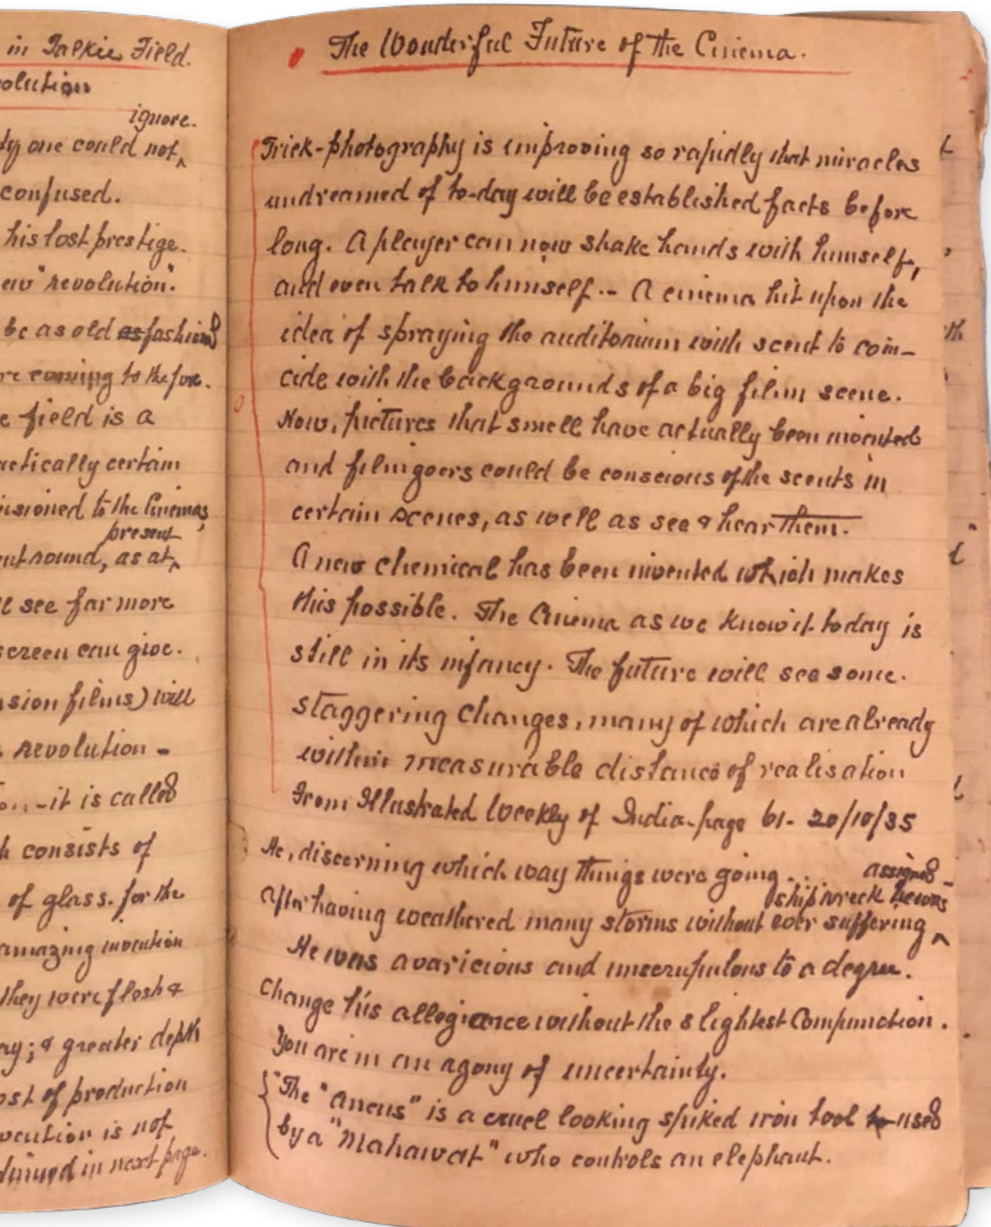 in Talkie Field.
olution
ignore.
ty one could not ‸
confused.
his lost prestige.
ew "revolution".
be as old as fashioned
re coming to the fore.
e field is a
actically certain
isioned to the Cinemas,
present
out sound, as at ‸
ll see far more
screen can give.
nsion films) will
revolution -
it is called
h consists of
of glass. for the
amazing invention
they were flesh &
ay; & greater depth
ost of production
vention is not
tinued in next page.
The Wonderful Future of the Cinema.
Trick-photography is improving so rapidly that miracles
undreamed of to-day will be established facts before
long. A player can now shake hands with himself,
and even talk to himself.-- A cinema hit upon the
idea of spraying the auditorium with scent to coin-
cide with the backgrounds of a big film scene.
Now, pictures that smell have actually been invented
and filmgoers could be conscious of the scents in
certain scenes, as well as see & hear them.
A new chemical has been invented which makes
this possible. The Cinema as we know it today is
still in its infancy. The future will see some.
staggering changes, many of which are already
within measurable distance of realisation
From Illustrated Weekly of India - page 61 - 20/10/35
He, discerning which way things were going...
assigned -
shipwreck he was
After having weathered many storms without ever suffering ‸
He was avaricious and unscrupulous to a degree.
Change his allegiance without the slightest Compunction.
You are in an agony of uncertainty.
"The "Ancus" is a cruel looking spiked iron tool to used
by a "Mahawat" who controls an elephant.